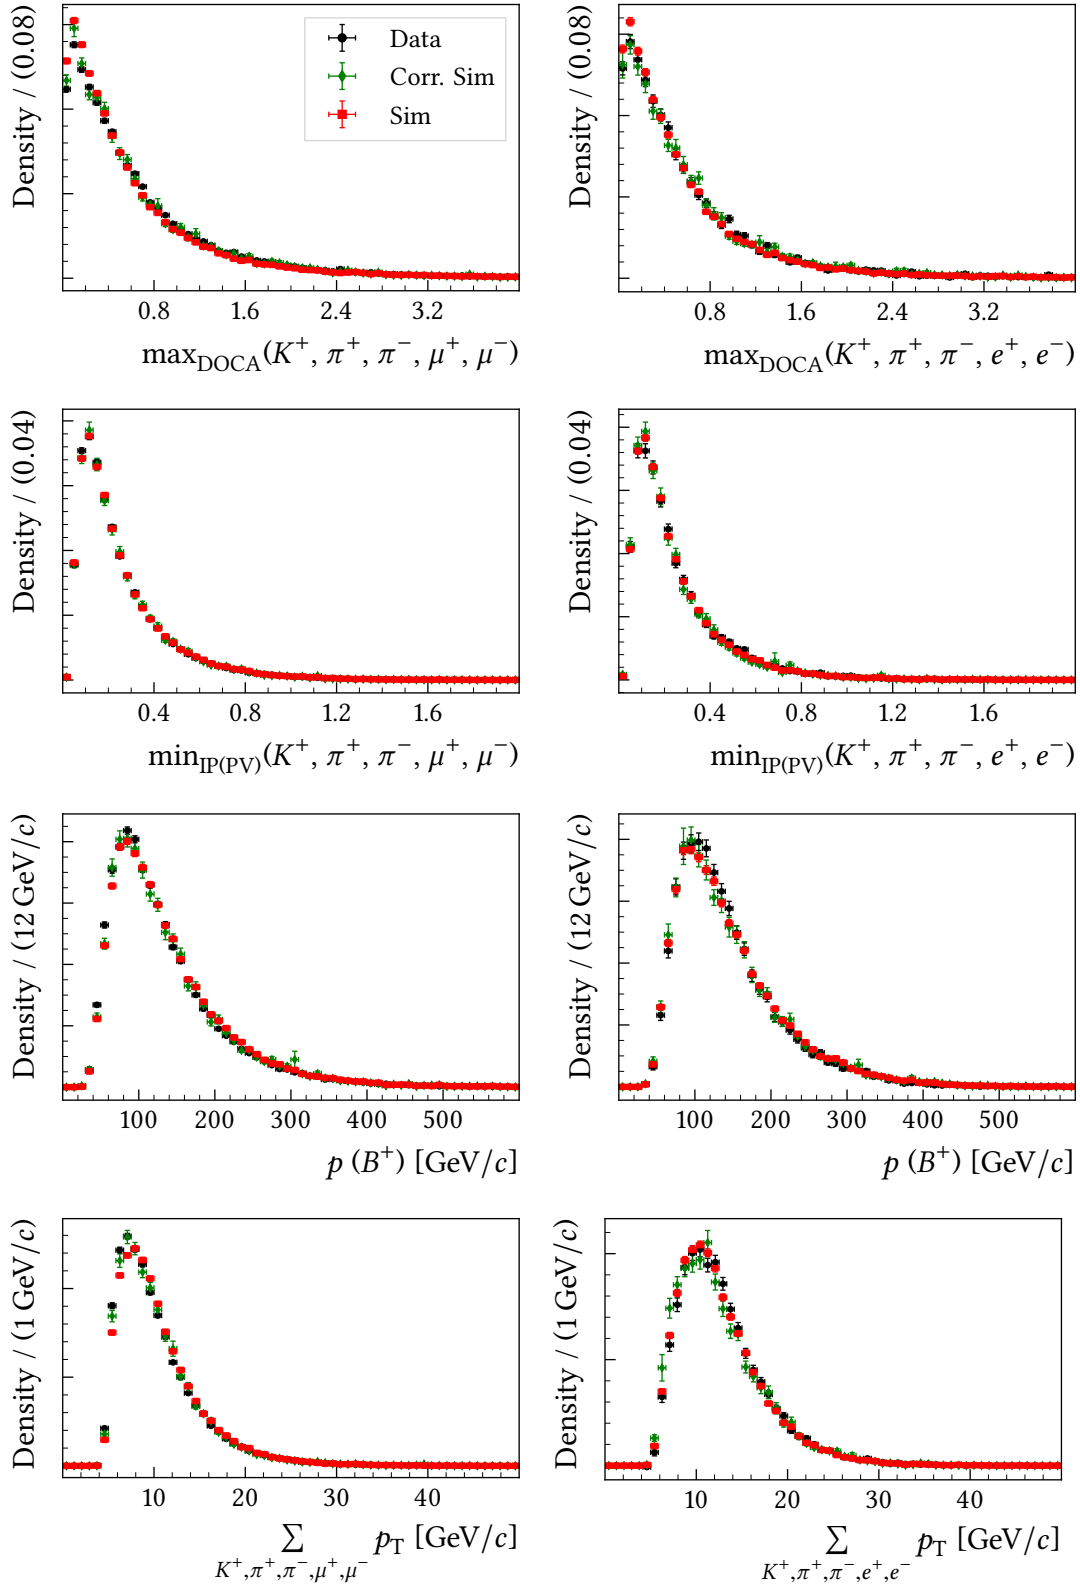 Density / (0.08)
Data
Corr. Sim
Sim
0.8 1.6 2.4 3.2
max_DOCA(K⁺, π⁺, π⁻, μ⁺, μ⁻)
Density / (0.08)
0.8 1.6 2.4 3.2
max_DOCA(K⁺, π⁺, π⁻, e⁺, e⁻)
Density / (0.04)
0.4 0.8 1.2 1.6
min_IP(PV)(K⁺, π⁺, π⁻, μ⁺, μ⁻)
Density / (0.04)
0.4 0.8 1.2 1.6
min_IP(PV)(K⁺, π⁺, π⁻, e⁺, e⁻)
Density / (12 GeV/c)
100 200 300 400 500
p (B⁺) [GeV/c]
Density / (12 GeV/c)
100 200 300 400 500
p (B⁺) [GeV/c]
Density / (1 GeV/c)
10 20 30 40
∑ p_T [GeV/c]
K⁺,π⁺,π⁻,μ⁺,μ⁻
Density / (1 GeV/c)
10 20 30 40
∑ p_T [GeV/c]
K⁺,π⁺,π⁻,e⁺,e⁻